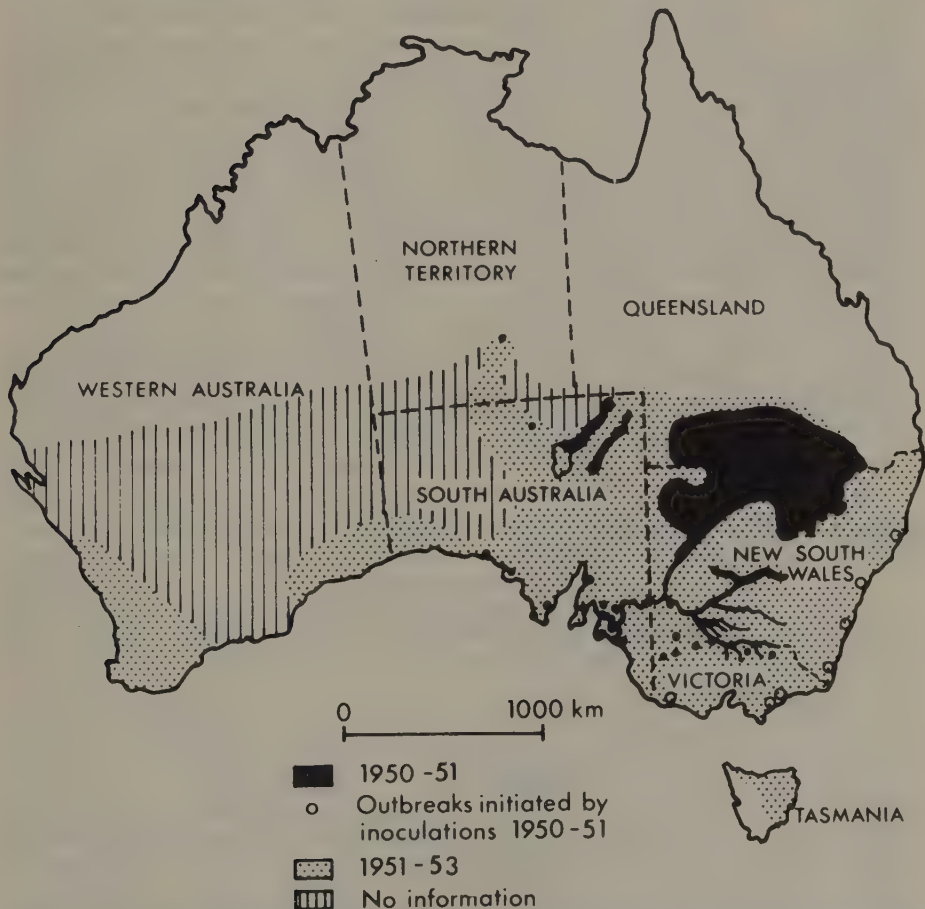 NORTHERN
TERRITORY
QUEENSLAND
WESTERN AUSTRALIA
SOUTH AUSTRALIA
NEW SOUTH
WALES
VICTORIA
0 1000 km
1950-51
Outbreaks initiated by
inoculations 1950-51
TASMANIA
1951-53
No information